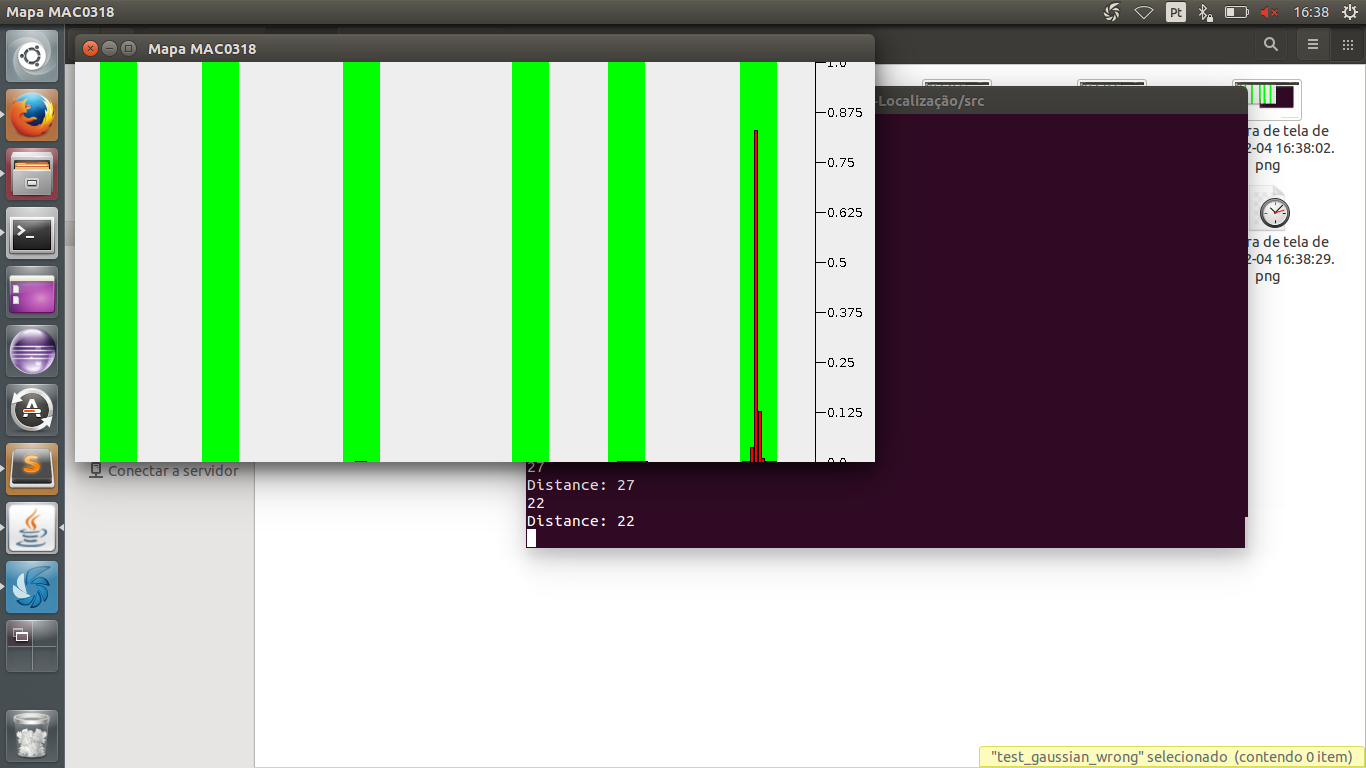 Mapa MAC0318
Pt
16:38
Mapa MAC0318
-Localização/src
1.0
0.875
0.75
0.625
0.5
0.375
0.25
0.125
0.0
ra de tela de
2-04 16:38:02.
png
ra de tela de
2-04 16:38:29.
png
Conectar a servidor
27
Distance: 27
22
Distance: 22
"test_gaussian_wrong" selecionado (contendo 0 item)